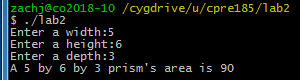 zachj@co2018-10 /cygdrive/u/cpre185/lab2
$ ./lab2
Enter a width:5
Enter a height:6
Enter a depth:3
A 5 by 6 by 3 prism's area is 90